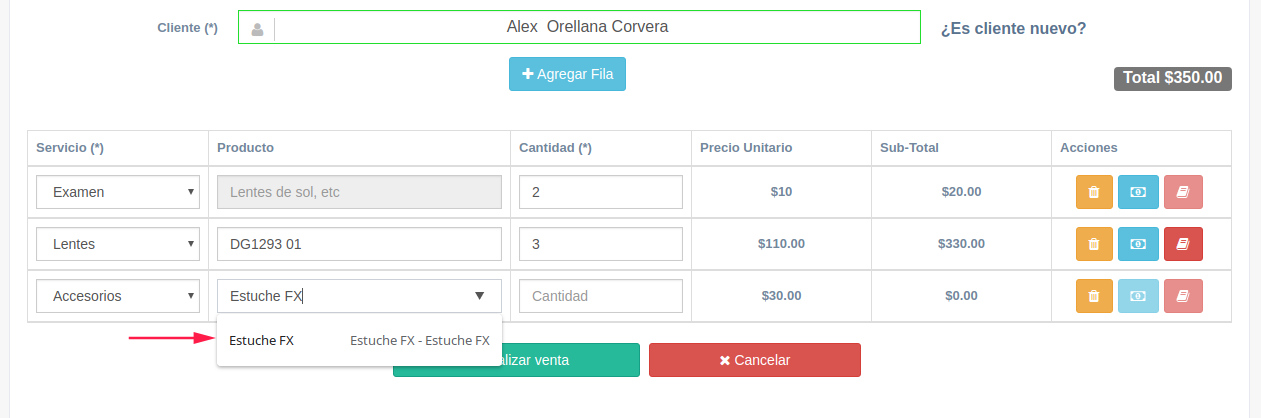 Cliente (*) Alex Orellana Corvera ¿Es cliente nuevo?
Agregar Fila
Total $350.00
Servicio (*) Producto Cantidad (*) Precio Unitario Sub-Total Acciones
Examen Lentes de sol, etc 2 $10 $20.00
Lentes DG1293 01 3 $110.00 $330.00
Accesorios Estuche FX Cantidad $30.00 $0.00
Estuche FX Estuche FX - Estuche FX
alizar venta Cancelar